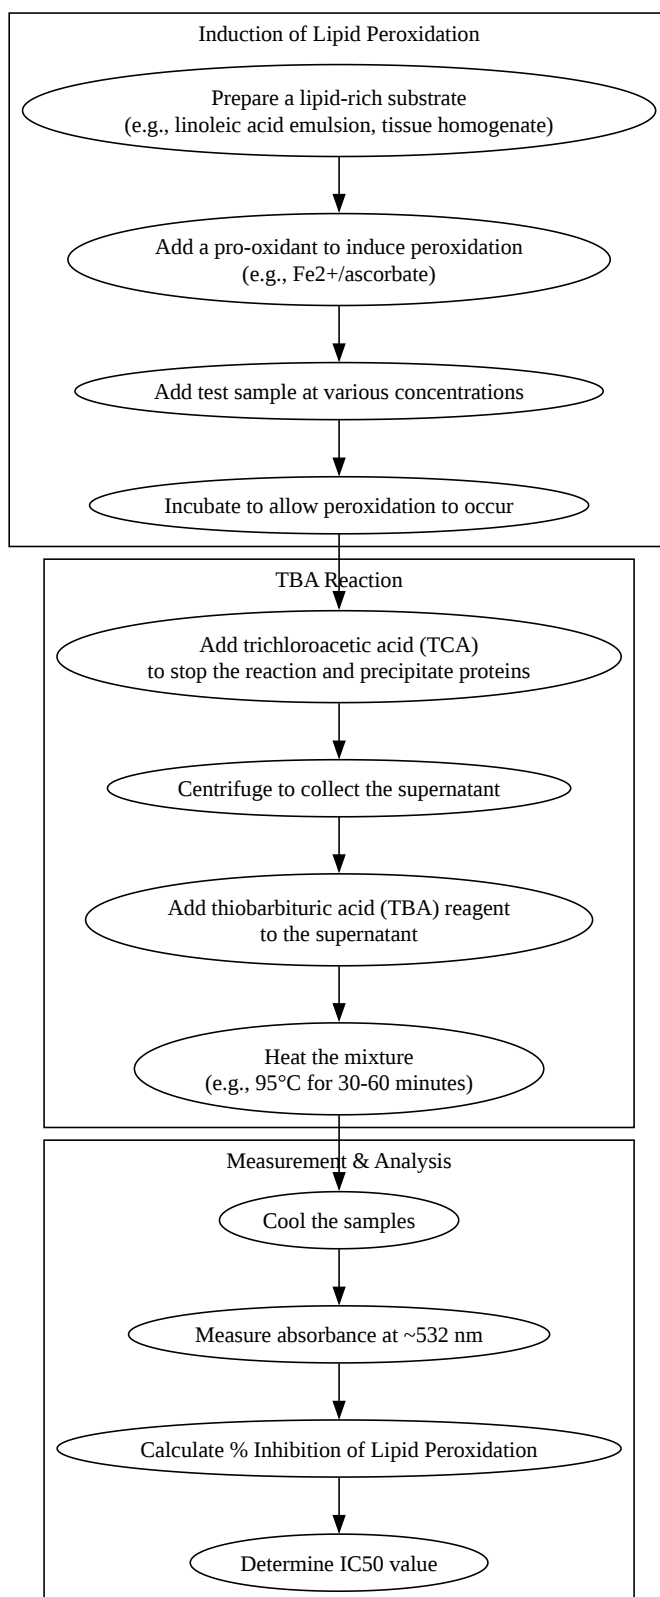 Induction of Lipid Peroxidation
Prepare a lipid-rich substrate
(e.g., linoleic acid emulsion, tissue homogenate)
Add a pro-oxidant to induce peroxidation
(e.g., Fe2+/ascorbate)
Add test sample at various concentrations
Incubate to allow peroxidation to occur
TBA Reaction
Add trichloroacetic acid (TCA)
to stop the reaction and precipitate proteins
Centrifuge to collect the supernatant
Add thiobarbituric acid (TBA) reagent
to the supernatant
Heat the mixture
(e.g., 95°C for 30-60 minutes)
Measurement & Analysis
Cool the samples
Measure absorbance at ~532 nm
Calculate % Inhibition of Lipid Peroxidation
Determine IC50 value